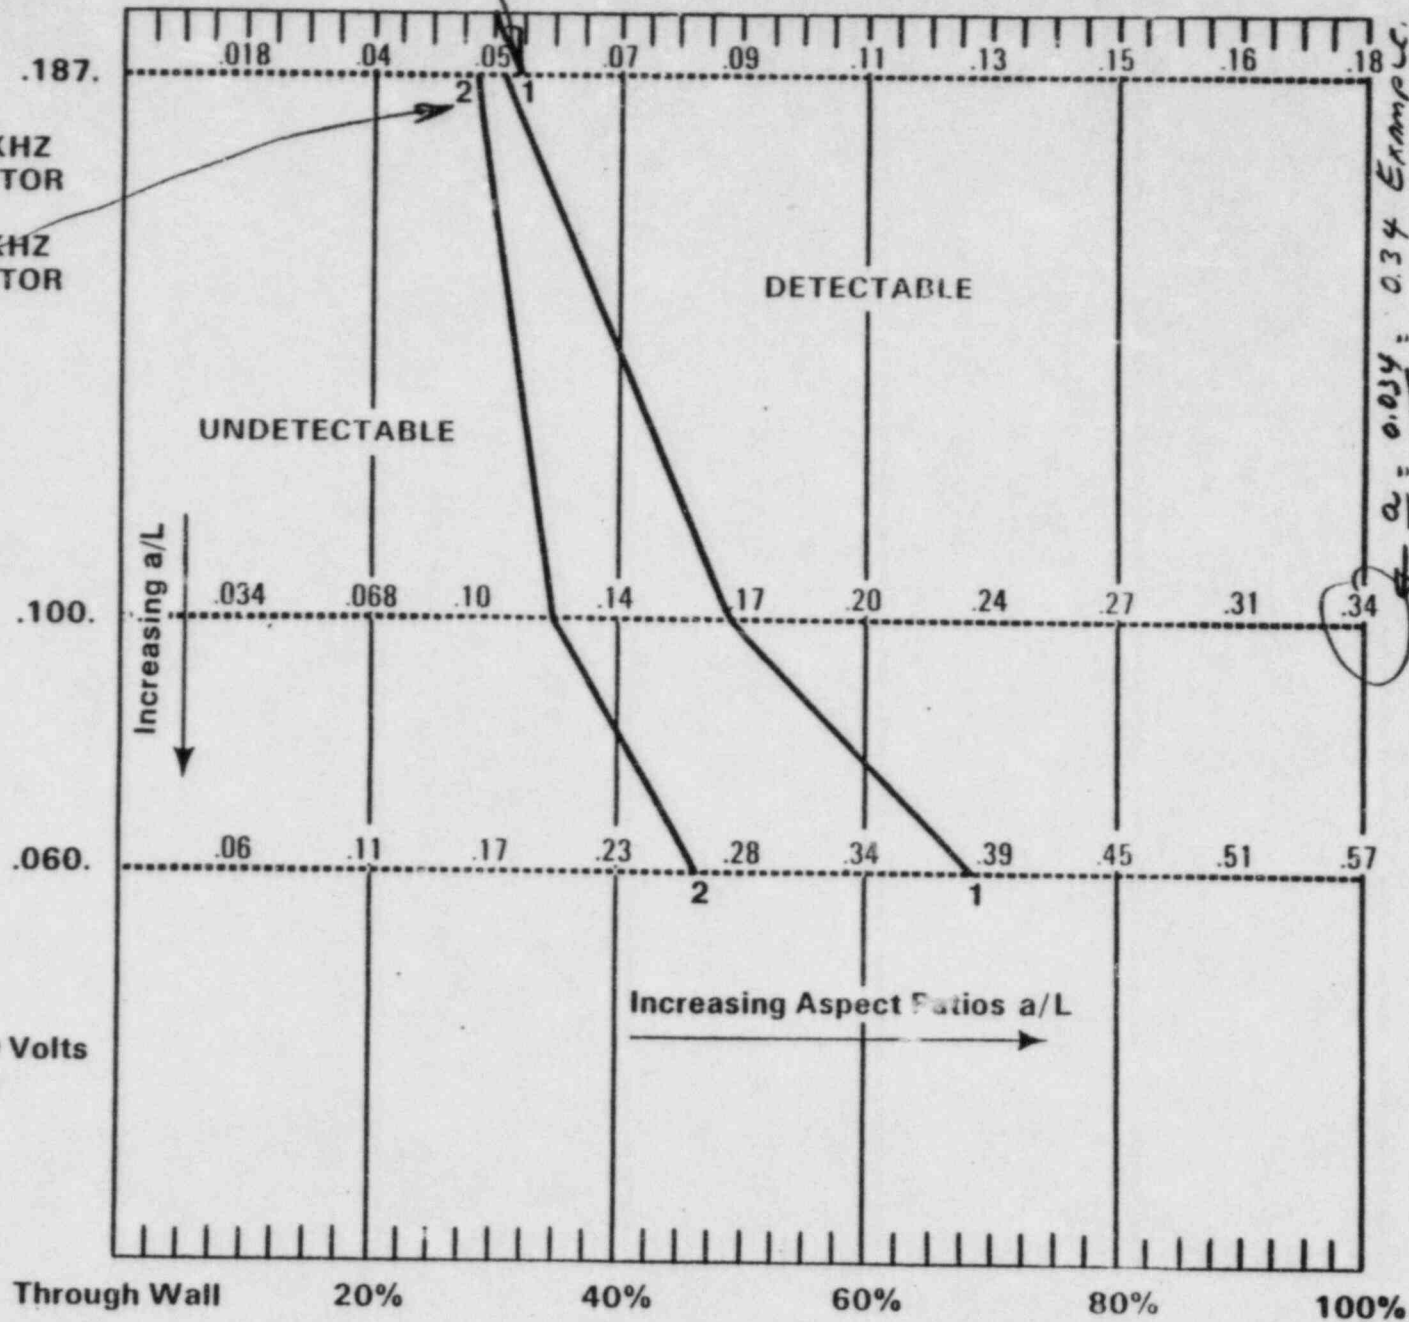 .187. .018 .04 .05 .07 .09 .11 .13 .15 .16 .18
2 1
KHZ
TOR
KHZ
TOR
DETECTABLE
UNDETECTABLE
Increasing a/L
.100. .034 .068 .10 .14 .17 .20 .24 .27 .31 .34
a = 0.034 = 0.34 Example
.060. .06 .11 .17 .23 .28 .34 .39 .45 .51 .57
2 1
Increasing Aspect Ratios a/L
Volts
Through Wall 20% 40% 60% 80% 100%